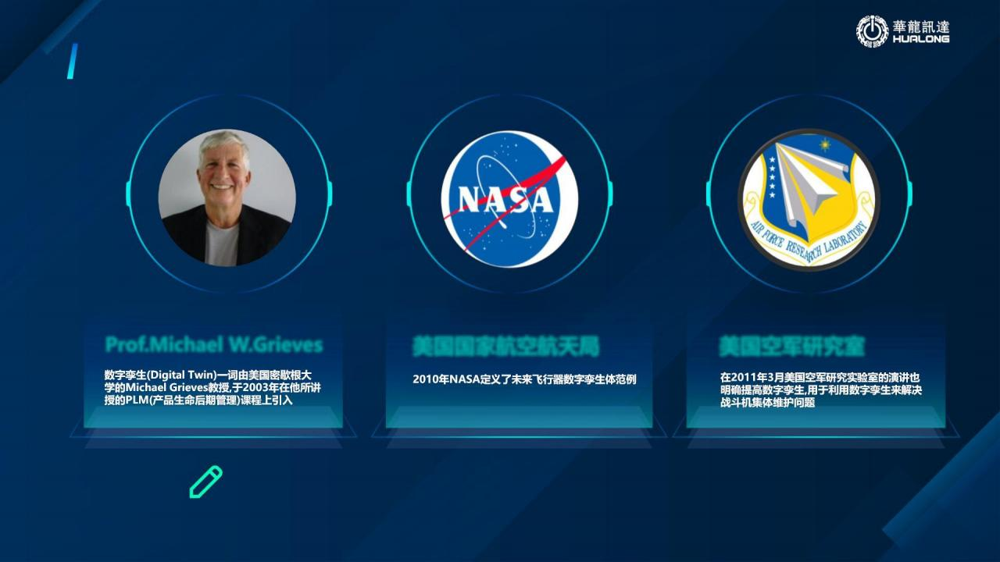 華龍訊達
HUALONG
NASA
AIR FORCE RESEARCH LABORATORY
Prof.Michael W.Grieves
数字孪生(Digital Twin)一词由美国密歇根大
学的Michael Grieves教授,于2003年在他所讲
授的PLM(产品生命后期管理)课程上引入
美国国家航空航天局
2010年NASA定义了未来飞行器数字孪生体范例
美国空军研究室
在2011年3月美国空军研究实验室的演讲也
明确提高数字孪生,用于利用数字孪生来解决
战斗机集体维护问题